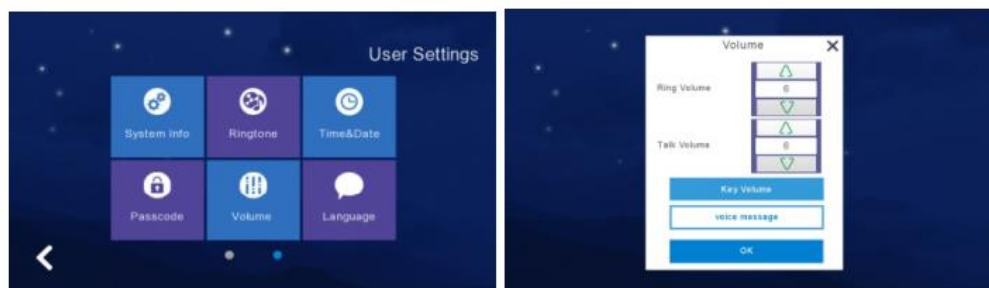 User Settings
System Info Ringtone Time&Date
Passcode Volume Language
Volume
Ring Volume 6
Talk Volume 6
Key Volume
voice message
OK